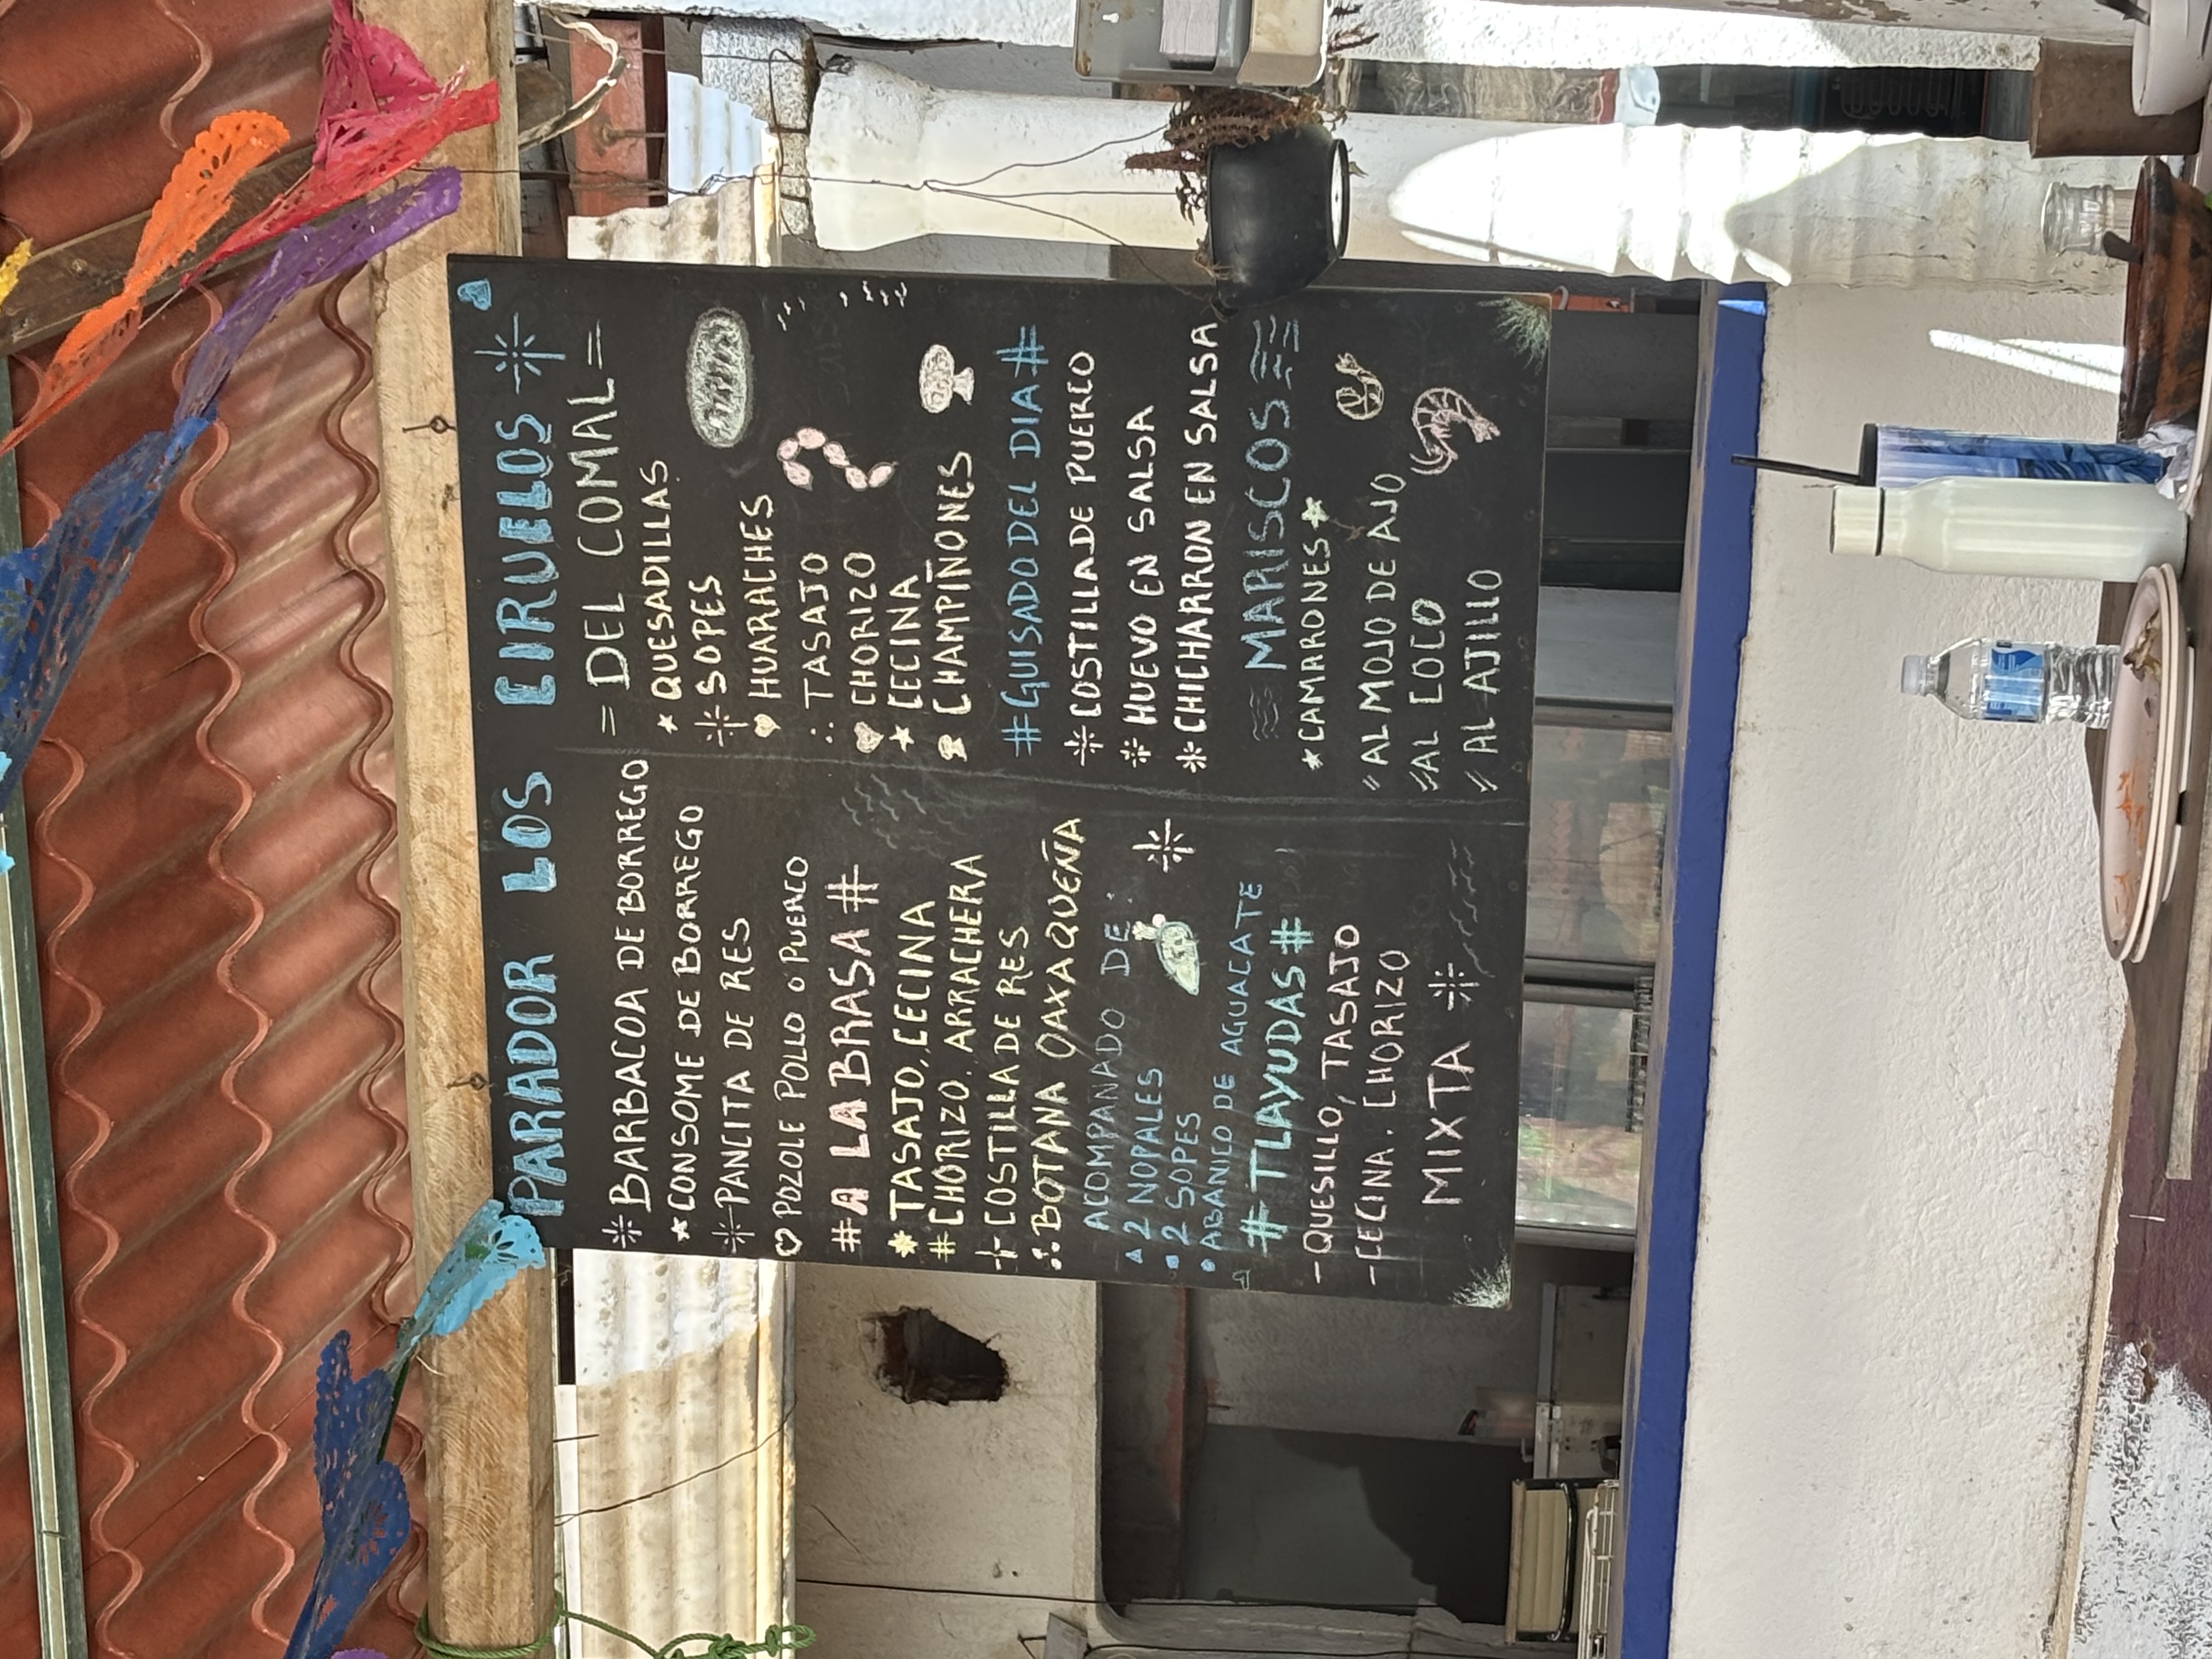 PARADOR LOS CIRUELOS
BARBACOA DE BORREGO
CONSOME DE BORREGO
PANCITA DE RES
POZOLE POLLO O PUERCO
# A LA BRASA #
TASAJO, CECINA
# CHORIZO, ARRACHERA
COSTILLA DE RES
BOTANA OAXAQUEÑA
ACOMPANADO DE:
2 NOPALES
2 SOPES
ABANICO DE AGUACATE
# TLAYUDAS #
- QUESILLO, TASAJO
- CECINA. CHORIZO
MIXTA
= DEL COMAL =
QUESADILLAS
SOPES
HUARACHES
TASAJO
CHORIZO
CECINA
CHAMPIÑONES
# GUISADO DEL DIA #
COSTILLA DE PUERCO
HUEVO EN SALSA
CHICHARRON EN SALSA
MARISCOS
CAMARONES
AL MOJO DE AJO
AL COCO
AL AJILLO